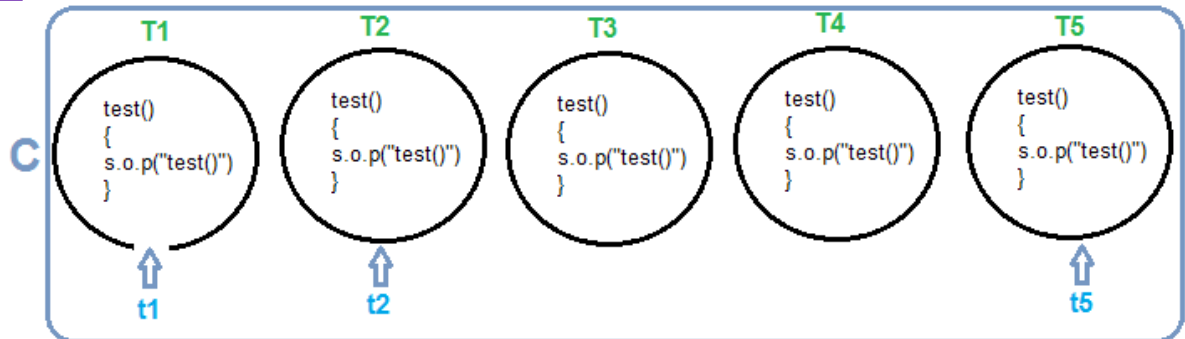 T1
T2
T3
T4
T5
C
test()
{
s.o.p("test()")
}
test()
{
s.o.p("test()")
}
test()
{
s.o.p("test()")
}
test()
{
s.o.p("test()")
}
test()
{
s.o.p("test()")
}
t1
t2
t5